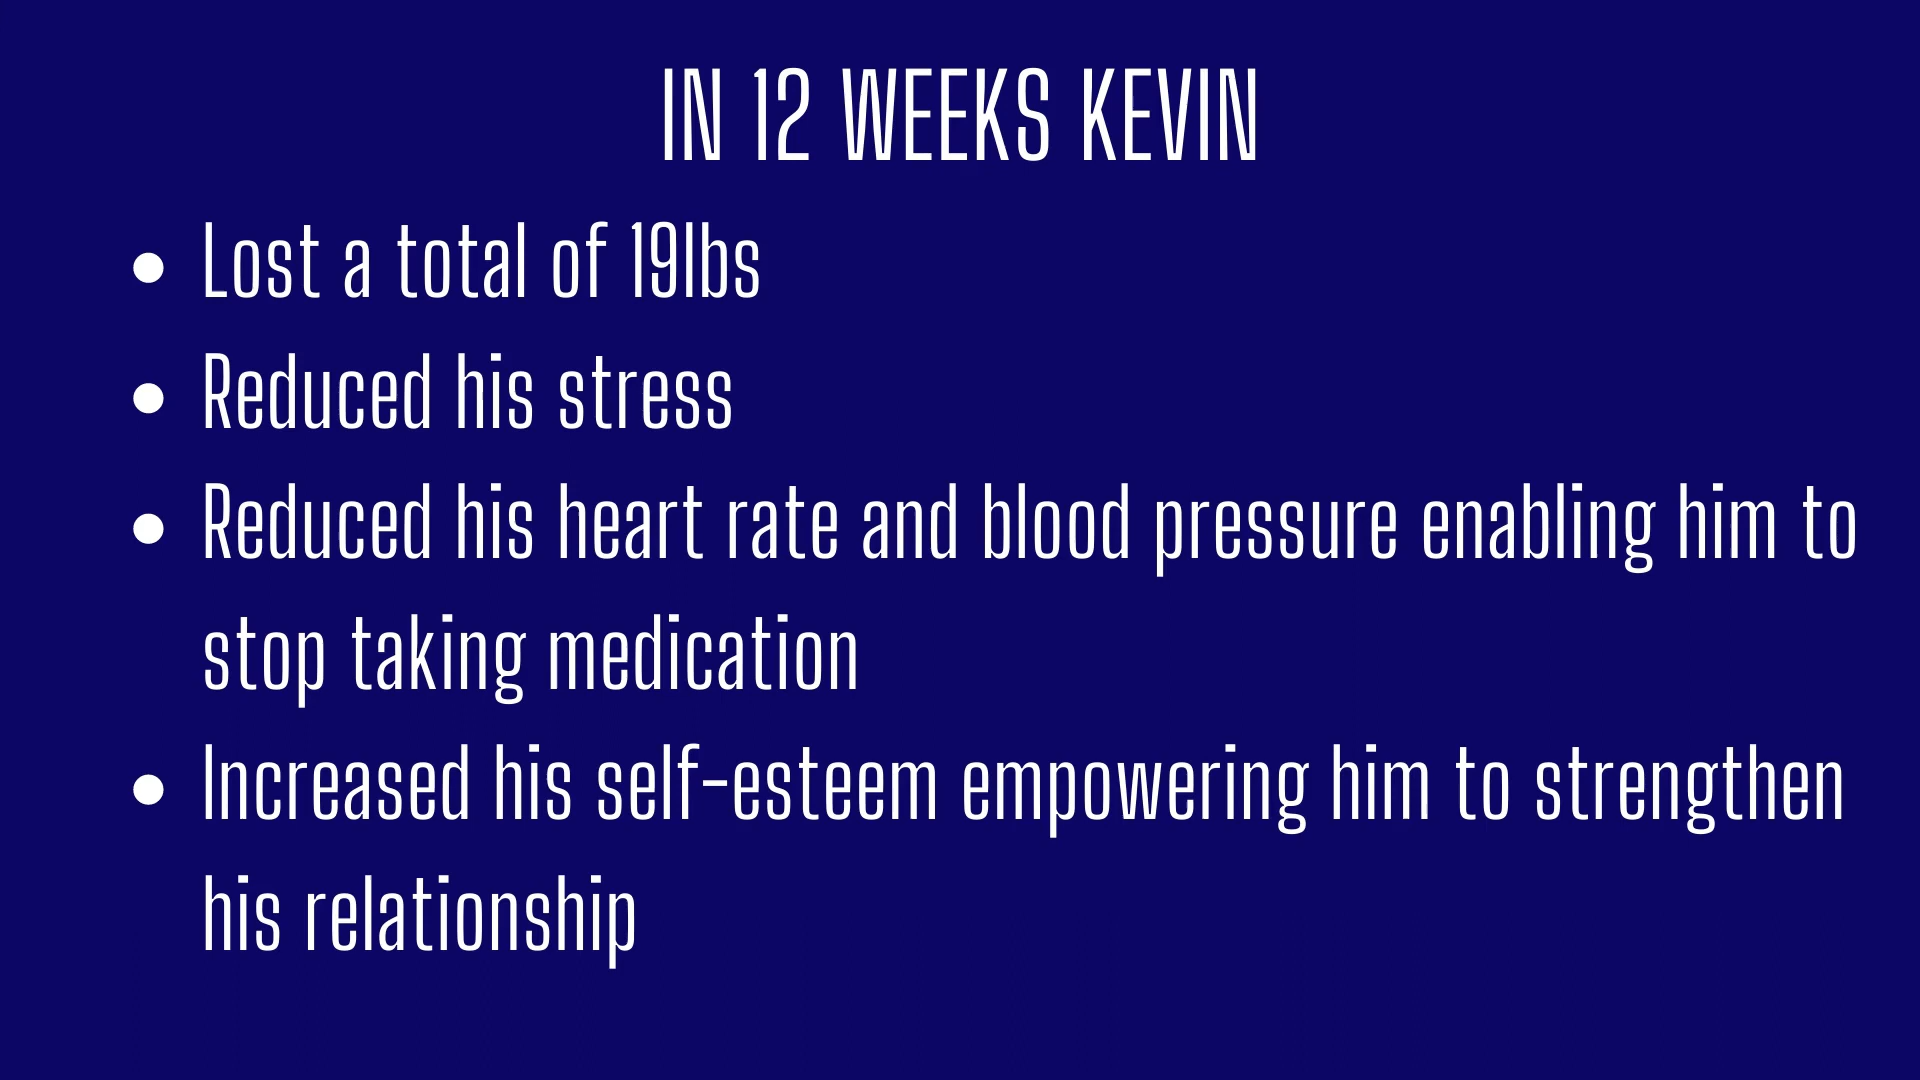 IN 12 WEEKS KEVIN
• Lost a total of 19lbs
• Reduced his stress
• Reduced his heart rate and blood pressure enabling him to
stop taking medication
• Increased his self-esteem empowering him to strengthen
his relationship